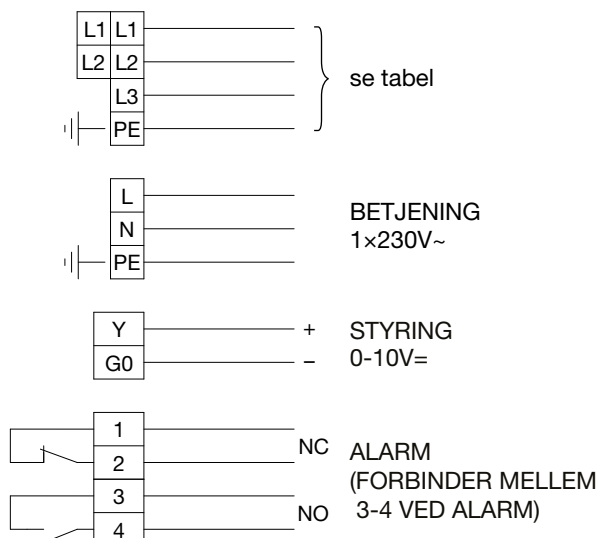 L1 L1
L2 L2
L3
PE
se tabel
L
N
PE
BETJENING
1×230V~
Y
G0
+
–
STYRING
0-10V=
1
2
3
4
NC
NO
ALARM
(FORBINDER MELLEM
3-4 VED ALARM)